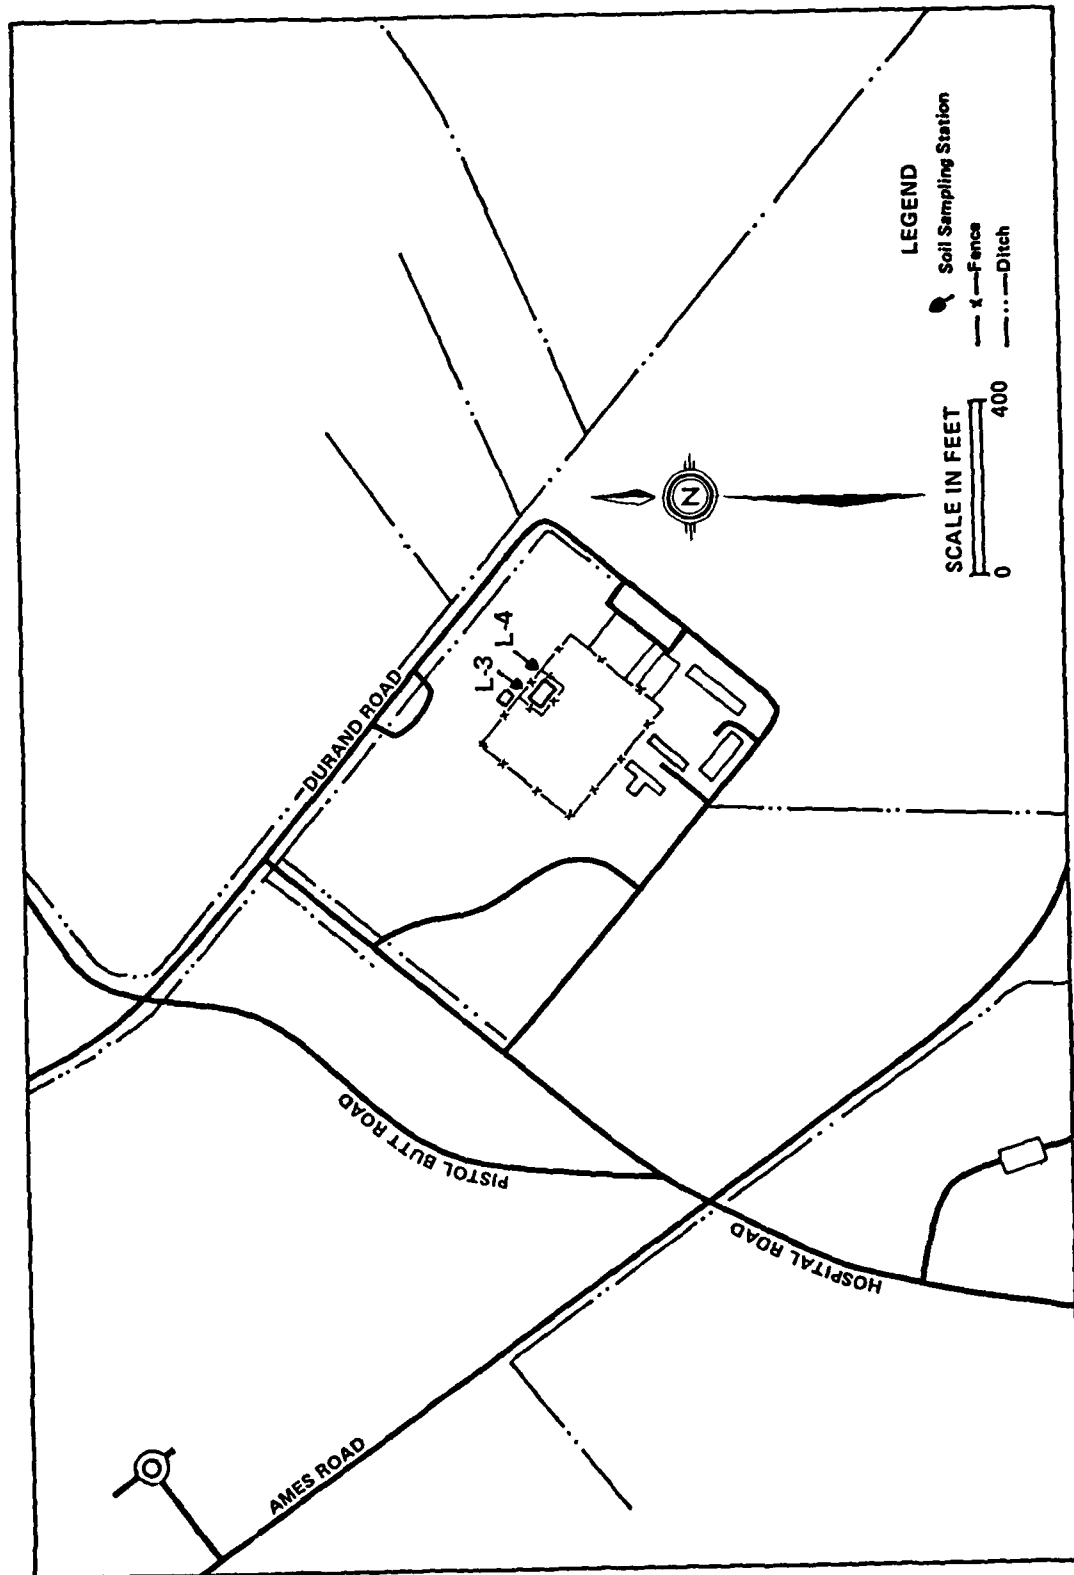 DURAND ROAD
L-3
L-4
PISTOL BUTT ROAD
HOSPITAL ROAD
AMES ROAD
N
LEGEND
Soil Sampling Station
x Fence
Ditch
SCALE IN FEET
0 400